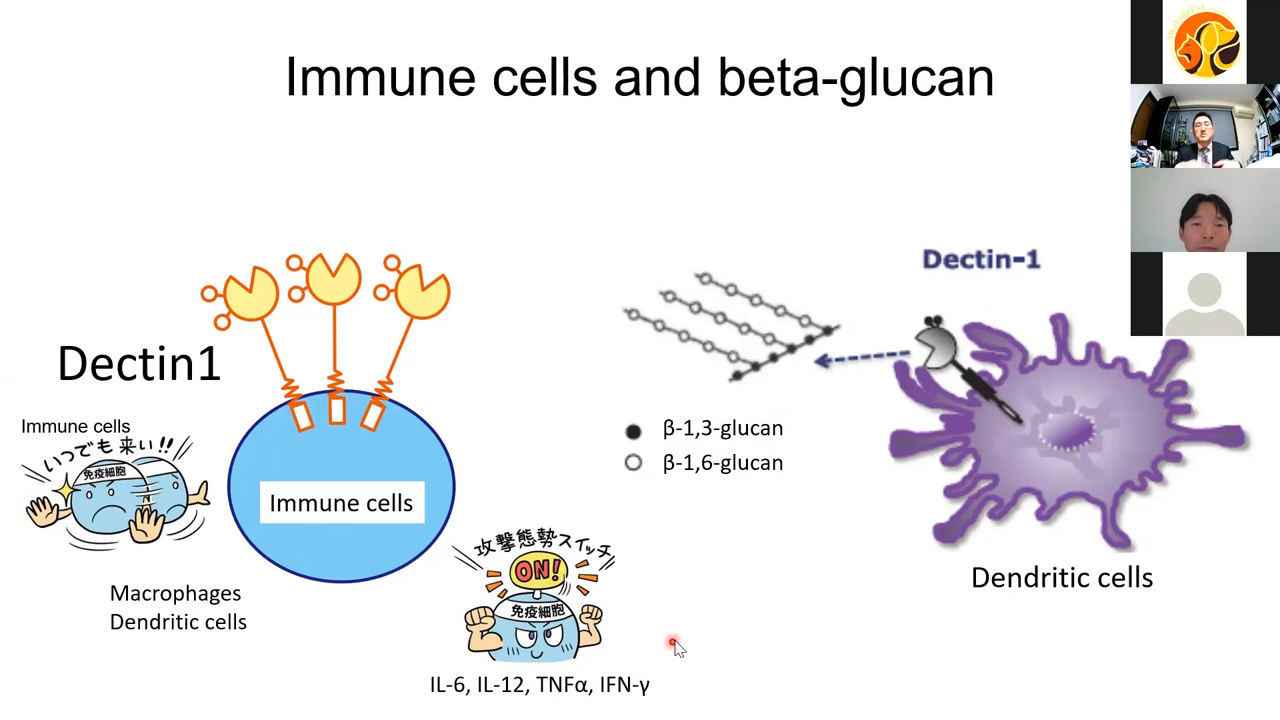 Immune cells and beta-glucan
Dectin1
Immune cells
いつでも来い!!
免疫細胞
Immune cells
Macrophages
Dendritic cells
攻撃態勢スイッチ
ON!
免疫細胞
IL-6, IL-12, TNFα, IFN-γ
β-1,3-glucan
β-1,6-glucan
Dectin-1
Dendritic cells